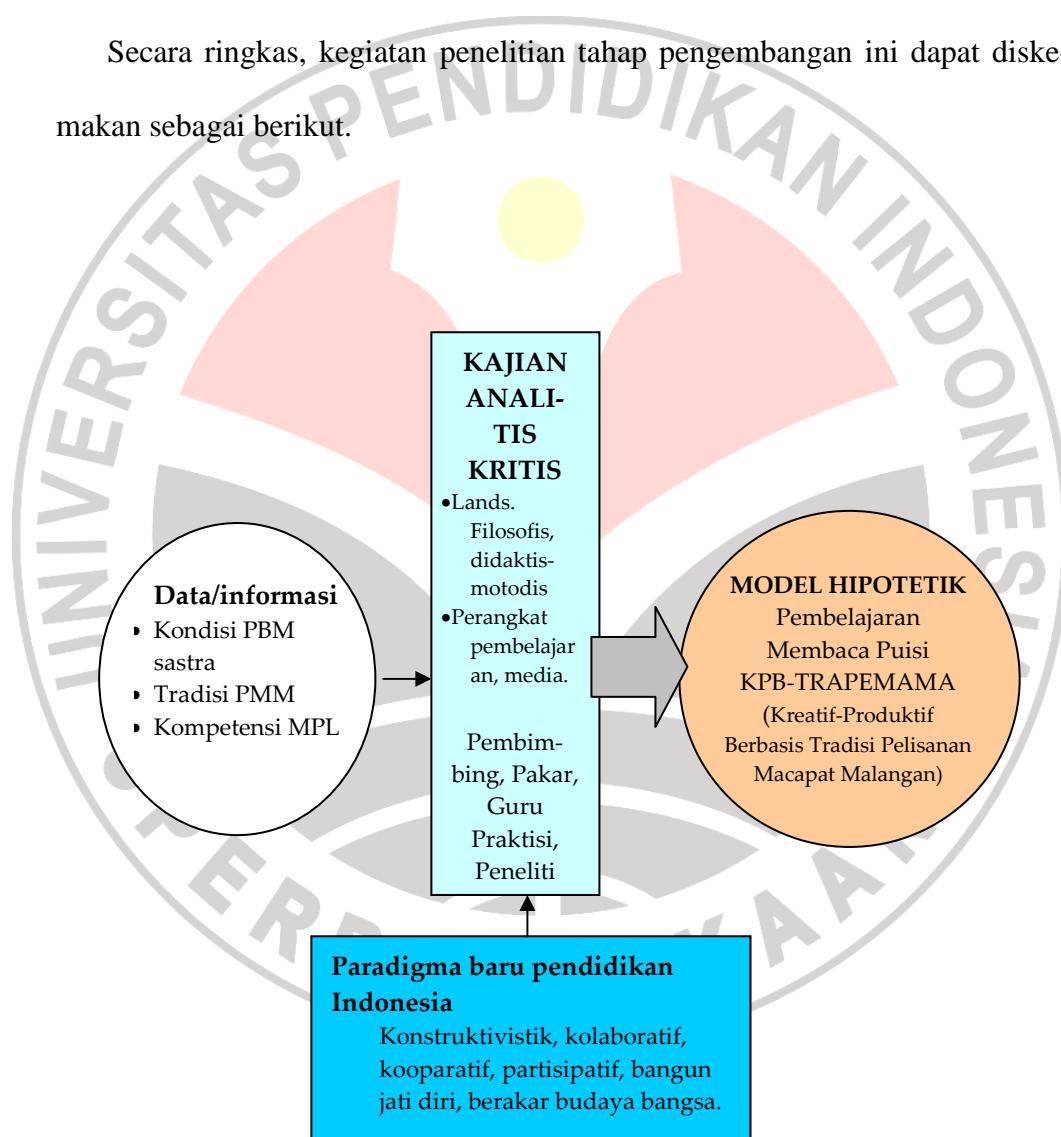 Secara ringkas, kegiatan penelitian tahap pengembangan ini dapat diske-
makan sebagai berikut.
UNIVERSITAS PENDIDIKAN INDONESIA
KAJIAN
ANALI-
TIS
KRITIS
•Lands.
Filosofis,
didaktis-
motodis
•Perangkat
pembelajar
an, media.
Pembim-
bing, Pakar,
Guru
Praktisi,
Peneliti
Data/informasi
• Kondisi PBM
sastra
• Tradisi PMM
• Kompetensi MPL
MODEL HIPOTETIK
Pembelajaran
Membaca Puisi
KPB-TRAPEMAMA
(Kreatif-Produktif
Berbasis Tradisi Pelisanan
Macapat Malangan)
Paradigma baru pendidikan
Indonesia
Konstruktivistik, kolaboratif,
kooparatif, partisipatif, bangun
jati diri, berakar budaya bangsa.